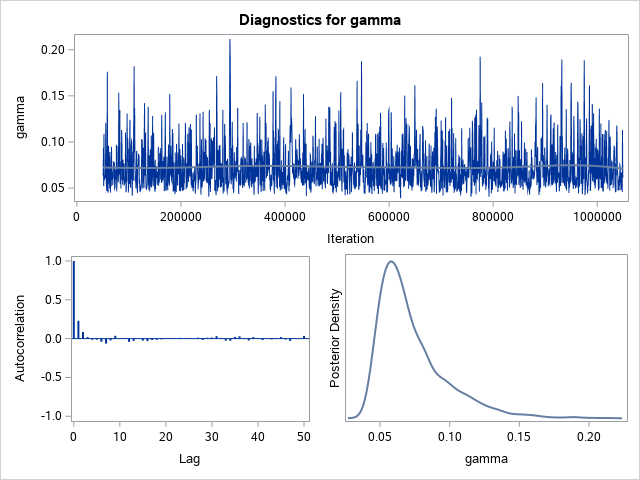 Diagnostics for gamma
gamma
0.20
0.15
0.10
0.05
0 200000 400000 600000 800000 1000000
Iteration
Autocorrelation
1.0
0.5
0.0
-0.5
-1.0
0 10 20 30 40 50
Lag
Posterior Density
0.05 0.10 0.15 0.20
gamma